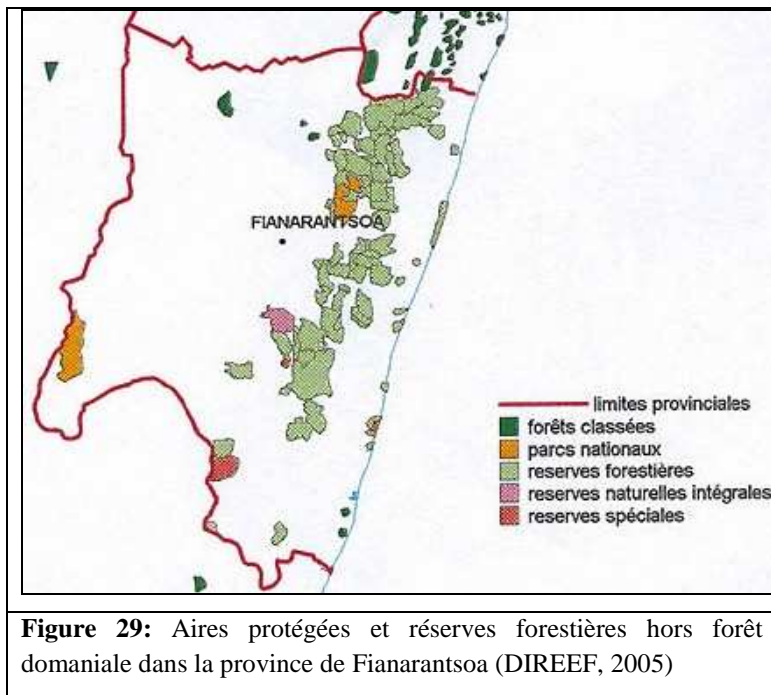 FIANARANTSOA
limites provinciales
forêts classées
parcs nationaux
reserves forestières
reserves naturelles intégrales
reserves spéciales
Figure 29: Aires protégées et réserves forestières hors forêt
domaniale dans la province de Fianarantsoa (DIREEF, 2005)